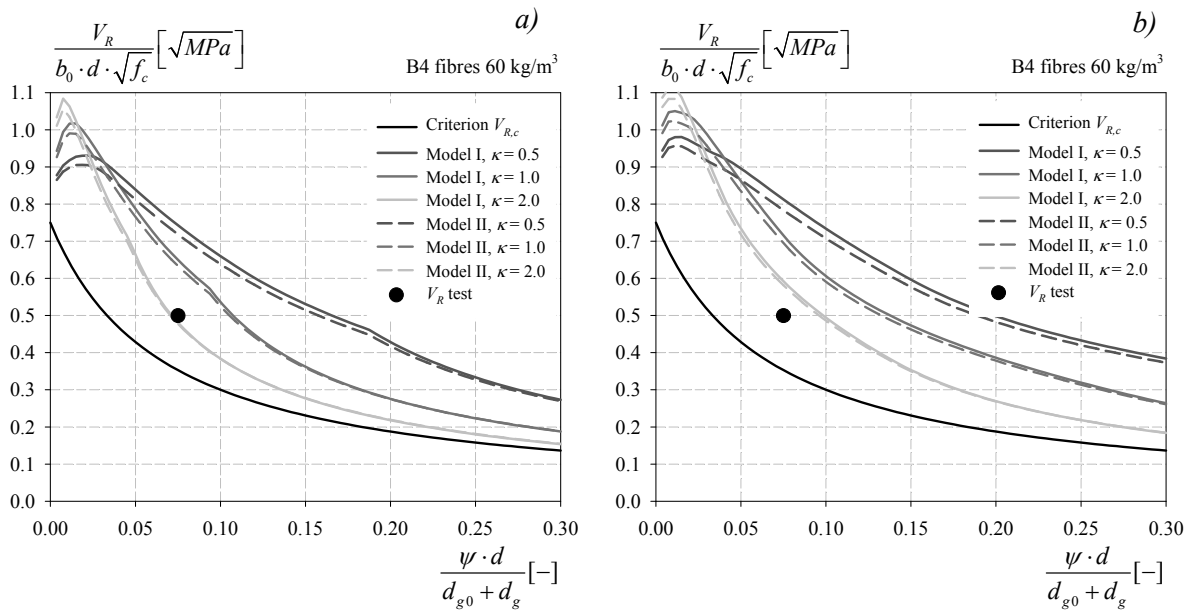 a)
V_R / b_0 · d · √f_c [√MPa]
B4 fibres 60 kg/m³
1.1
1.0
0.9
0.8
0.7
0.6
0.5
0.4
0.3
0.2
0.1
0.0
Criterion V_R,c
Model I, κ = 0.5
Model I, κ = 1.0
Model I, κ = 2.0
Model II, κ = 0.5
Model II, κ = 1.0
Model II, κ = 2.0
V_R test
0.00 0.05 0.10 0.15 0.20 0.25 0.30
ψ · d / d_g0 + d_g [−]
b)
V_R / b_0 · d · √f_c [√MPa]
B4 fibres 60 kg/m³
1.1
1.0
0.9
0.8
0.7
0.6
0.5
0.4
0.3
0.2
0.1
0.0
Criterion V_R,c
Model I, κ = 0.5
Model I, κ = 1.0
Model I, κ = 2.0
Model II, κ = 0.5
Model II, κ = 1.0
Model II, κ = 2.0
V_R test
0.00 0.05 0.10 0.15 0.20 0.25 0.30
ψ · d / d_g0 + d_g [−]